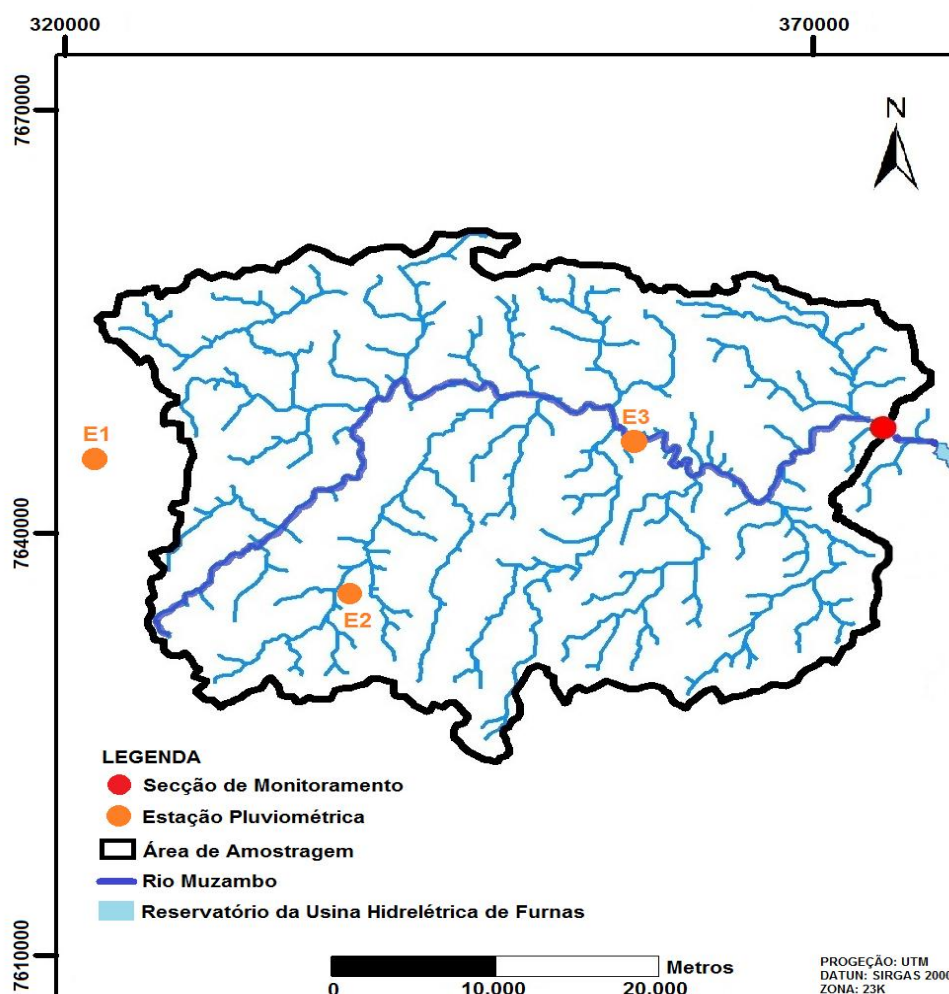 320000
370000
7670000
N
E1
E3
7640000
E2
LEGENDA
Secção de Monitoramento
Estação Pluviométrica
Área de Amostragem
Rio Muzambo
Reservatório da Usina Hidrelétrica de Furnas
7610000
Metros
0 10.000 20.000
PROGEÇÃO: UTM
DATUN: SIRGAS 2000
ZONA: 23K